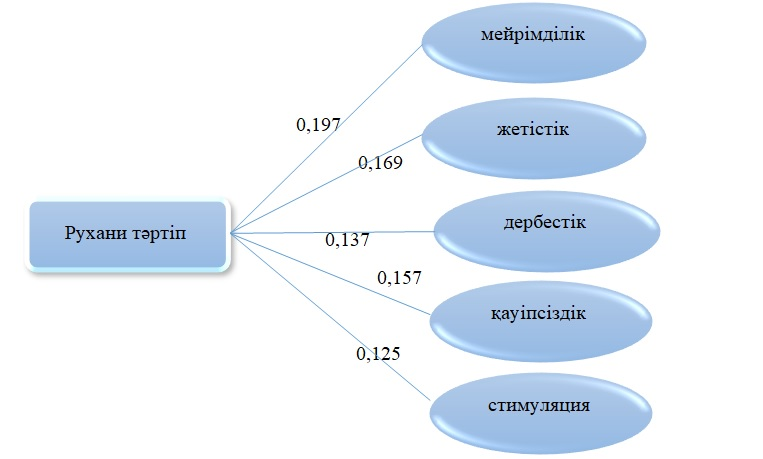 мейрімділік
0,197
жетістік
0,169
Рухани тәртіп
дербестік
0,137
0,157
қауіпсіздік
0,125
стимуляция